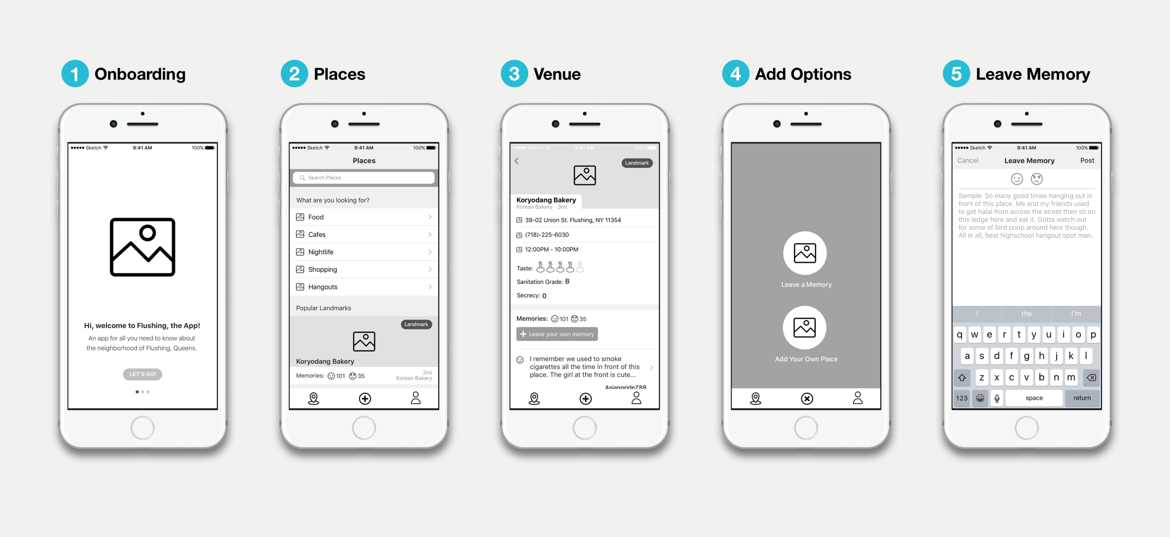 1 Onboarding
Sketch 9:41 AM 100%
Hi, welcome to Flushing, the App!
An app for all you need to know about
the neighborhood of Flushing, Queens.
LET'S GO!
2 Places
Sketch 9:41 AM 100%
Places
Search Places
What are you looking for?
Food
Cafes
Nightlife
Shopping
Hangouts
Popular Landmarks
Landmark
Koryodang Bakery
Memories: 101 35
.3mi
Korean Bakery
3 Venue
Sketch 9:41 AM 100%
Landmark
Koryodang Bakery
Korean Bakery .3mi
39-02 Union St. Flushing, NY 11354
(718)-225-6030
12:00PM - 10:00PM
Taste:
Sanitation Grade: B
Secrecy: 0
Memories: 101 35
+ Leave your own memory
I remember we used to smoke
cigarettes all the time in front of this
place. The girl at front is cute...
Asianpride788
4 Add Options
Leave a Memory
Add Your Own Place
5 Leave Memory
Sketch 9:41 AM 100%
Cancel Leave Memory Post
Sample: So many good times hanging out in
front of this place. Me and my friends used
to get halal from across the street then sit on
this ledge here and eat it. Gotta watch out
for some of bird poop around here though.
All in all, best highschool hangout spot man.
I the I'm
q w e r t y u i o p
a s d f g h j k l
z x c v b n m
123 space return